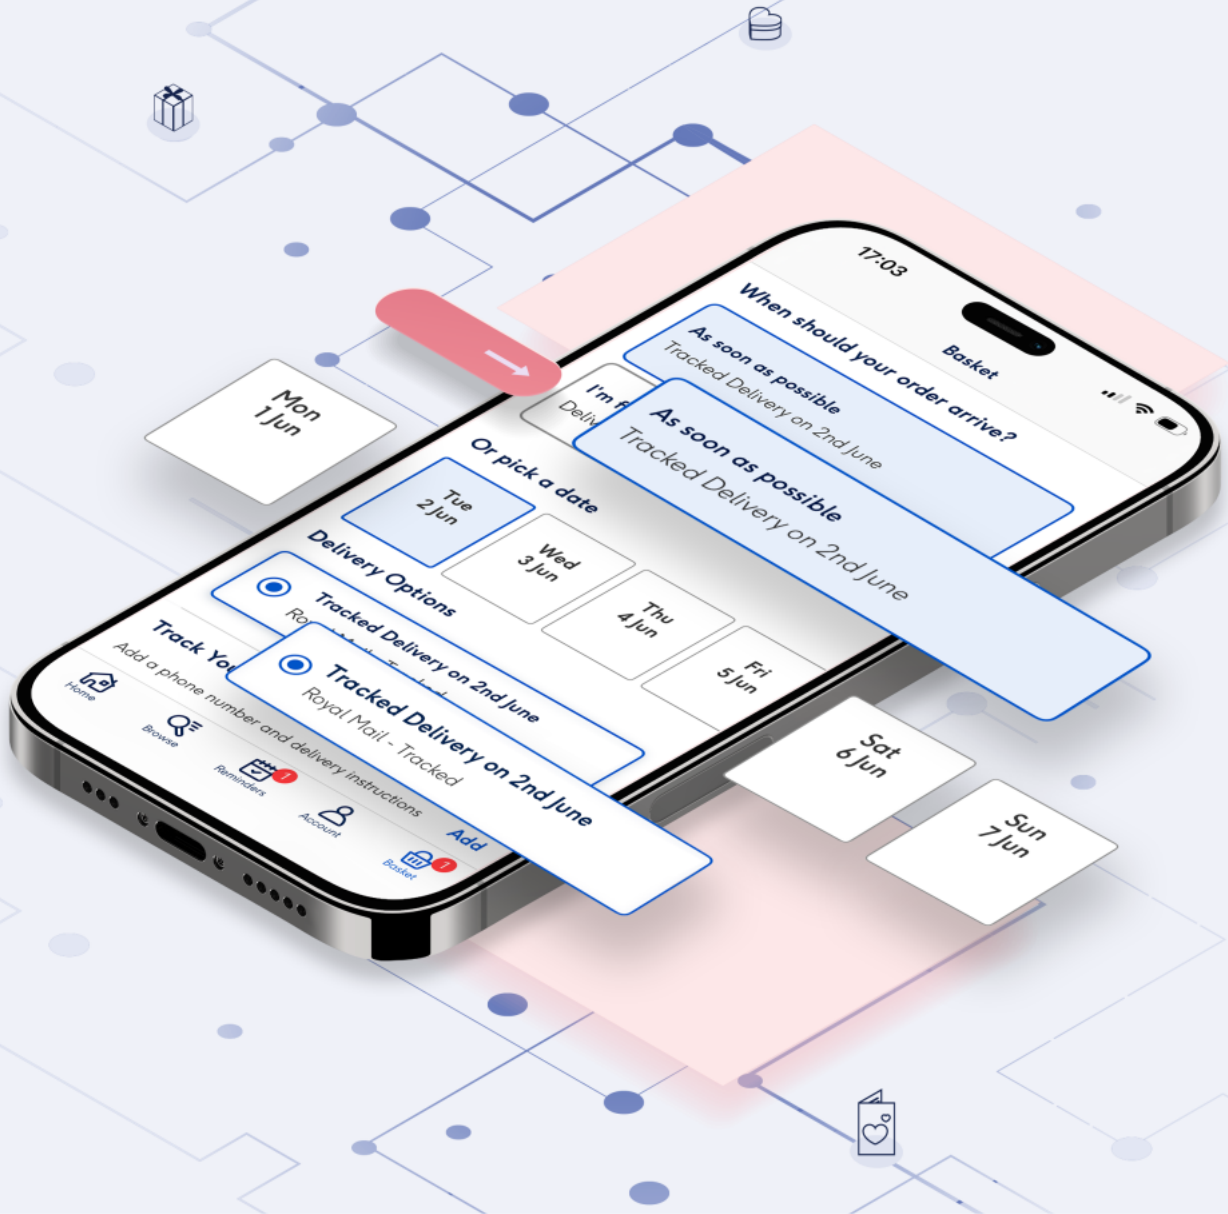 17:03
Basket
When should your order arrive?
As soon as possible
Tracked Delivery on 2nd June
As soon as possible
Tracked Delivery on 2nd June
I'm
Or pick a date
Mon
1 Jun
Tue
2 Jun
Wed
3 Jun
Thu
4 Jun
Fri
5 Jun
Sat
6 Jun
Sun
7 Jun
Delivery Options
Tracked Delivery on 2nd June
Tracked Delivery on 2nd June
Royal Mail - Tracked
Track
Add a phone number and delivery instructions
Add
Home
Browse
Reminders
1
Account
Basket
1